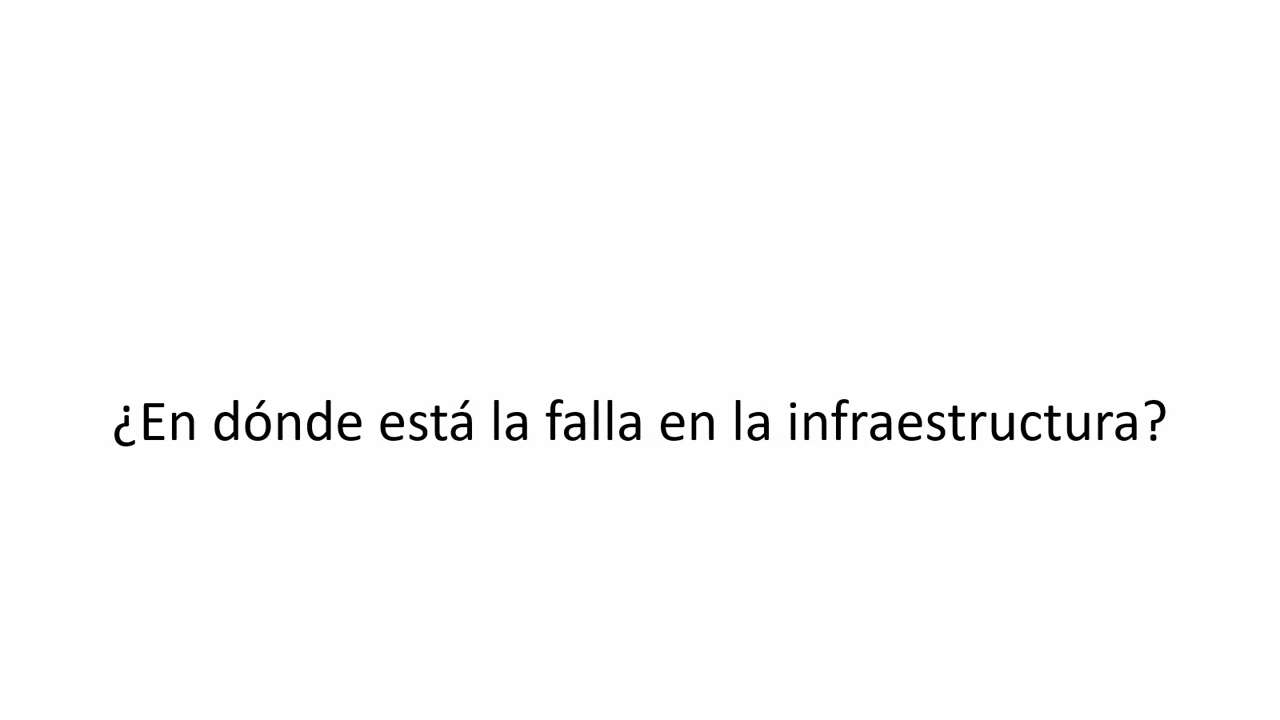 ¿En dónde está la falla en la infraestructura?